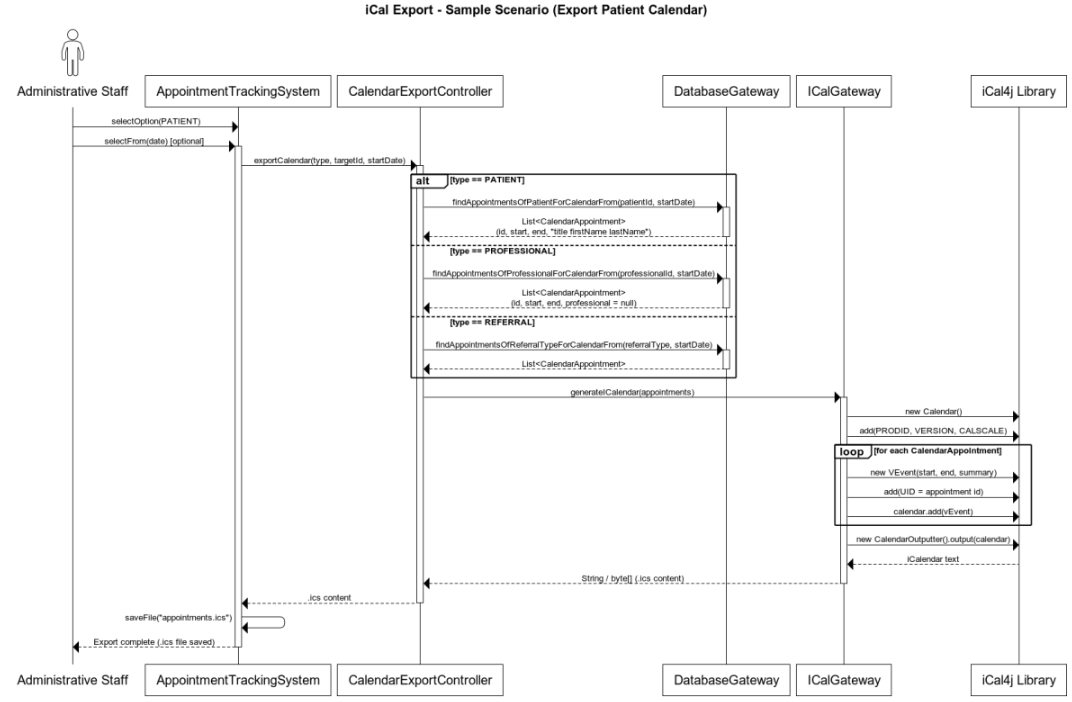 iCal Export - Sample Scenario (Export Patient Calendar)
Administrative Staff
AppointmentTrackingSystem
CalendarExportController
DatabaseGateway
ICalGateway
iCal4j Library
selectOption(PATIENT)
selectFrom(date) [optional]
exportCalendar(type, targetId, startDate)
alt
[type == PATIENT]
findAppointmentsOfPatientForCalendarFrom(patientId, startDate)
List<CalendarAppointment>
(id, start, end, "title firstName lastName")
[type == PROFESSIONAL]
findAppointmentsOfProfessionalForCalendarFrom(professionalId, startDate)
List<CalendarAppointment>
(id, start, end, professional = null)
[type == REFERRAL]
findAppointmentsOfReferralTypeForCalendarFrom(referralType, startDate)
List<CalendarAppointment>
generateICalendar(appointments)
new Calendar()
add(PRODID, VERSION, CALSCALE)
loop
[for each CalendarAppointment]
new VEvent(start, end, summary)
add(UID = appointment id)
calendar.add(vEvent)
new CalendarOutputter().output(calendar)
iCalendar text
String / byte[] (.ics content)
.ics content
saveFile("appointments.ics")
Export complete (.ics file saved)
Administrative Staff
AppointmentTrackingSystem
CalendarExportController
DatabaseGateway
ICalGateway
iCal4j Library